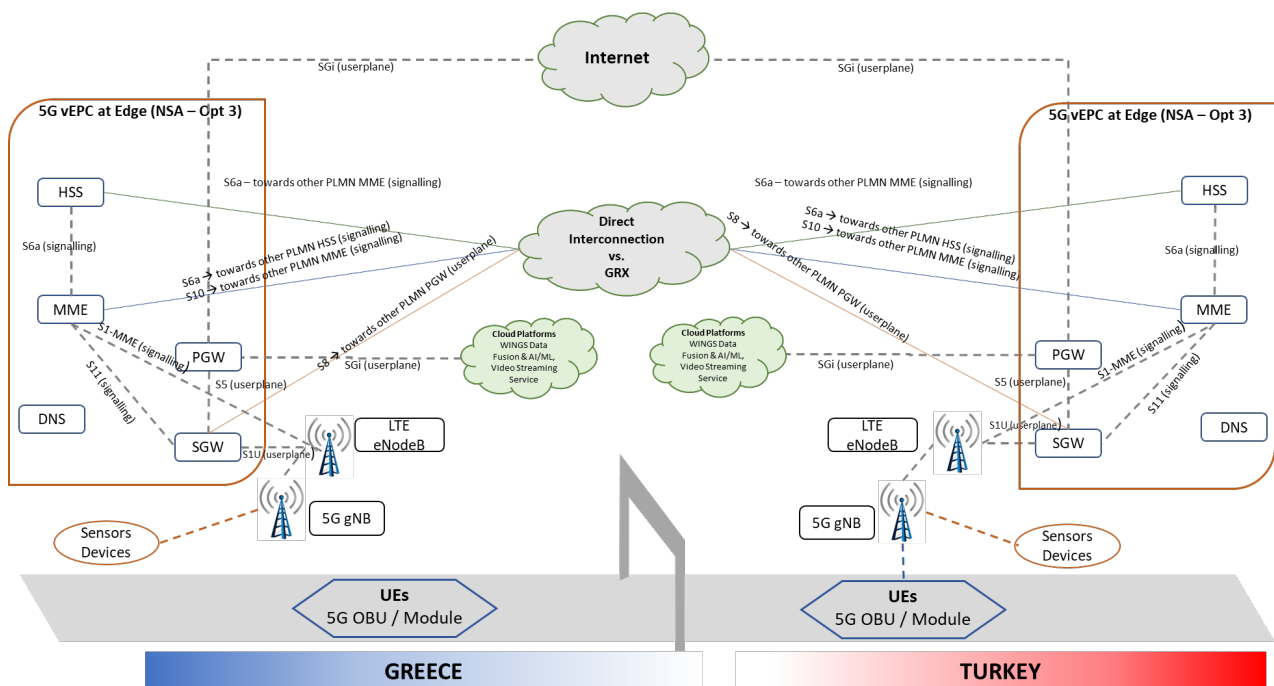 Internet
SGi (userplane)
SGi (userplane)
5G vEPC at Edge (NSA – Opt 3)
5G vEPC at Edge (NSA – Opt 3)
S6a – towards other PLMN MME (signalling)
S6a – towards other PLMN MME (signalling)
HSS
HSS
Direct
Interconnection
vs.
GRX
S6a (signalling)
S6a (signalling)
S6a → towards other PLMN HSS (signalling)
S10 → towards other PLMN MME (signalling)
S8 → towards other PLMN PGW (userplane)
S8 → towards other PLMN PGW (userplane)
S6a → towards other PLMN HSS (signalling)
S10 → towards other PLMN MME (signalling)
MME
MME
S1-MME (signalling)
S1-MME (signalling)
S11 (signalling)
S11 (signalling)
PGW
PGW
Cloud Platforms
WINGS Data
Fusion & AI/ML,
Video Streaming
Service
Cloud Platforms
WINGS Data
Fusion & AI/ML,
Video Streaming
Service
SGi (userplane)
SGi (userplane)
S5 (userplane)
S5 (userplane)
DNS
DNS
SGW
SGW
S1U (userplane)
S1U (userplane)
LTE
eNodeB
LTE
eNodeB
5G gNB
5G gNB
Sensors
Devices
Sensors
Devices
UEs
5G OBU / Module
UEs
5G OBU / Module
GREECE
TURKEY